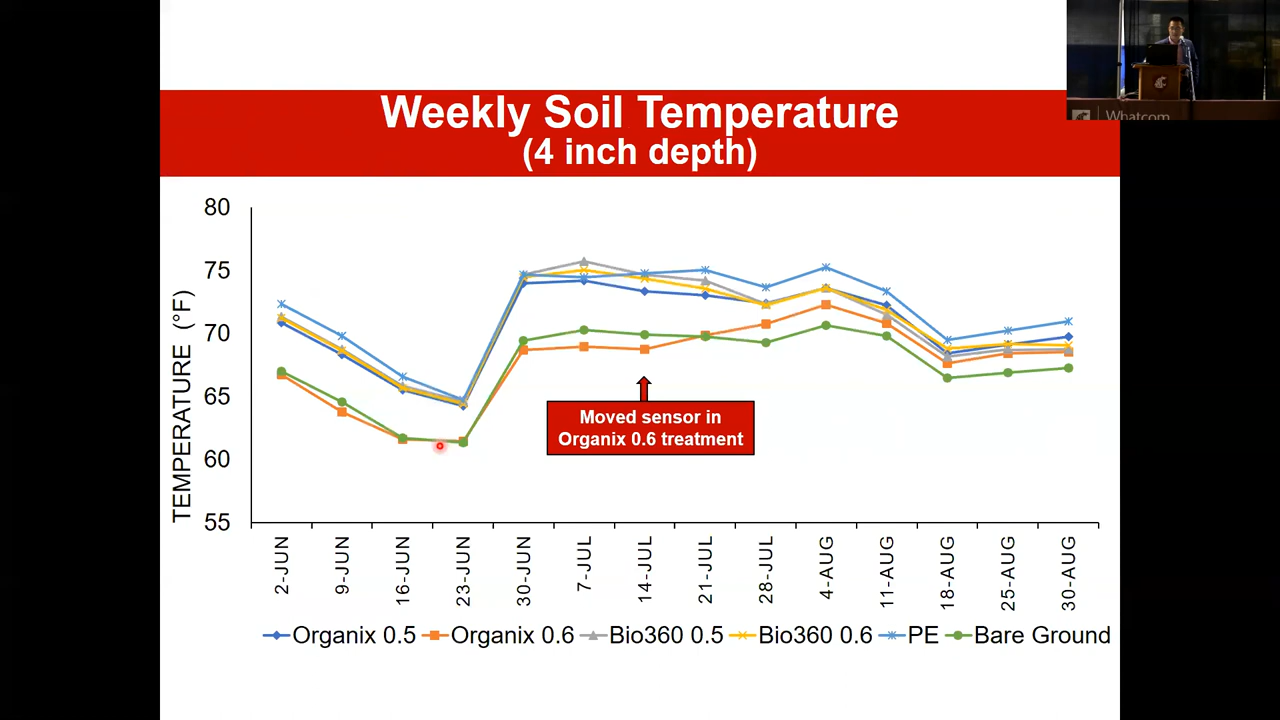 Weekly Soil Temperature
(4 inch depth)
Whatcom
80
75
70
65
60
55
TEMPERATURE (°F)
Moved sensor in
Organix 0.6 treatment
2-JUN
9-JUN
16-JUN
23-JUN
30-JUN
7-JUL
14-JUL
21-JUL
28-JUL
4-AUG
11-AUG
18-AUG
25-AUG
30-AUG
Organix 0.5 Organix 0.6 Bio360 0.5 Bio360 0.6 PE Bare Ground